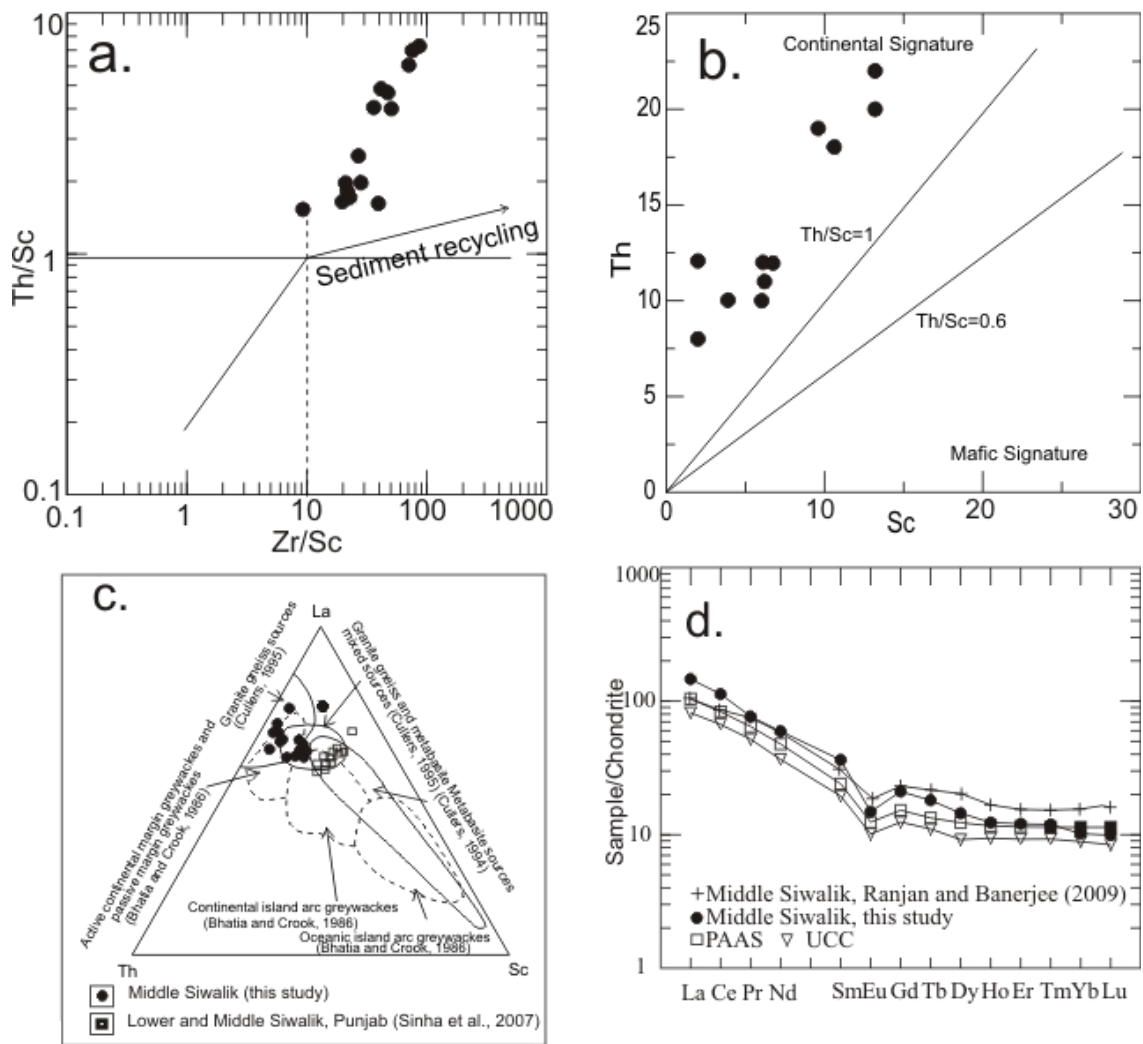 a.
10
1
0.1
Th/Sc
0.1
1
10
100
1000
Zr/Sc
Sediment recycling
b.
25
20
15
10
5
0
Th
Continental Signature
Th/Sc=1
Th/Sc=0.6
Mafic Signature
0
10
20
30
Sc
c.
La
Th
Sc
Granite gneiss sources
(Cullers, 1995)
Granite gneiss and metabasite
mixed sources (Cullers, 1995)
Metabasite sources
(Cullers, 1994)
Active continental margin greywackes and
passive margin greywackes
(Bhatia and Crook, 1986)
Continental island arc greywackes
(Bhatia and Crook, 1986)
Oceanic island arc greywackes
(Bhatia and Crook, 1986)
Middle Siwalik (this study)
Lower and Middle Siwalik, Punjab (Sinha et al., 2007)
d.
1000
100
10
1
Sample/Chondrite
Middle Siwalik, Ranjan and Banerjee (2009)
Middle Siwalik, this study
PAAS UCC
La Ce Pr Nd Sm Eu Gd Tb Dy Ho Er Tm Yb Lu